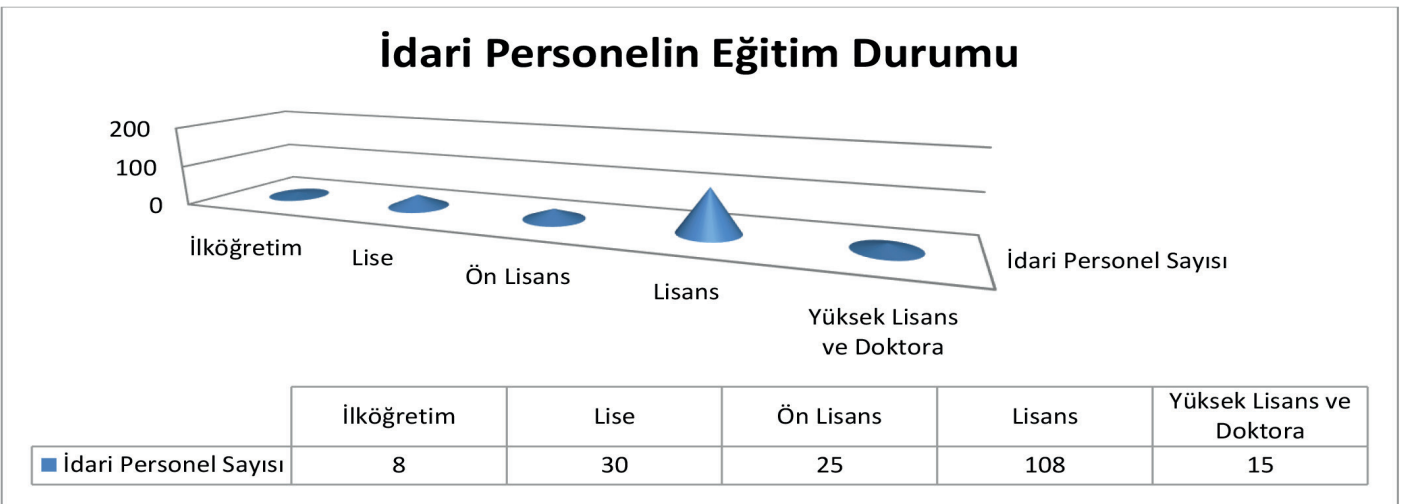 İdari Personelin Eğitim Durumu
200
100
0
İlköğretim
Lise
Ön Lisans
Lisans
Yüksek Lisans
ve Doktora
İdari Personel Sayısı
İlköğretim Lise Ön Lisans Lisans Yüksek Lisans ve
Doktora
İdari Personel Sayısı 8 30 25 108 15